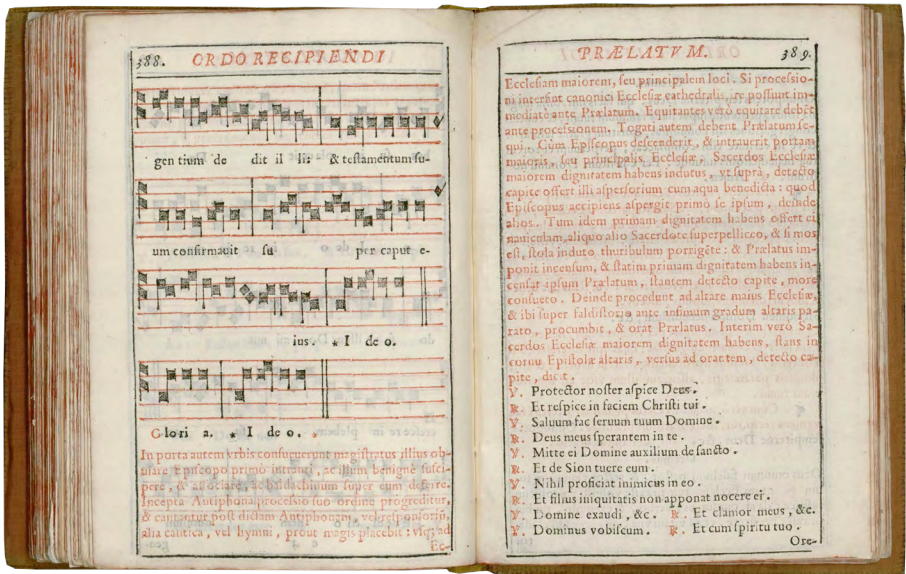 388. ORDO RECIPIENDI
gen tium de dit il li: & teſtamentum ſu-
um confirmauit ſu per caput e-
ius. ★ I de o.
Glori a. ★ I de o.
In porta autem vrbis conſueuerunt magiſtratus illius ob-
uiare Epiſcopo primò intranti, ac illum benignè ſuſci-
pere, & aſſociare, ac baldachinum ſuper eum deferre.
Incepta Antiphona proceſsio ſuo ordine progreditur,
& cantantur poſt dictam Antiphonam, vel reſponſoriũ,
alia cantica, vel hymni, prout magis placebit: vſq; ad
Ec-
PRÆLATVM. 389.
Eccleſiam maiorem, ſeu principalem loci. Si proceſsio-
ni interſint canonici Eccleſiæ cathedralis, ire poſſunt im-
mediatè ante Prælatum. Equitantes verò equitare debẽt
ante proceſsionem. Togati autem debent Prælatum ſe-
qui. Cùm Epiſcopus deſcenderit, & intrauerit portam
maioris, ſeu principalis Eccleſiæ, Sacerdos Eccleſiæ
maiorem dignitatem habens indutus, vt ſuprà, detecto
capite offert illi aſperſorium cum aqua benedicta: quod
Epiſcopus accipiens aſpergit primò ſe ipſum, deinde
alios. Tum idem primam dignitatem habens offert ei
nauiculam, aliquo alio Sacerdote ſuperpelliceo, & ſi mos
eſt, ſtola induto thuribulum porrigẽte: & Prælatus im-
ponit incenſum, & ſtatim primam dignitatem habens in-
cenſat ipſum Prælatum, ſtantem detecto capite, more
conſueto. Deinde procedunt ad altare maius Eccleſiæ,
& ibi ſuper faldiſtorio ante infimum gradum altaris pa-
rato, procumbit, & orat Prælatus. Interim verò Sa-
cerdos Eccleſiæ maiorem dignitatem habens, ſtans in
cornu Epiſtolæ altaris, verſus ad orantem, detecto ca-
pite, dicit.
℣. Protector noſter aſpice Deus.
℟. Et reſpice in faciem Chriſti tui.
℣. Saluum fac ſeruum tuum Domine.
℟. Deus meus ſperantem in te.
℣. Mitte ei Domine auxilium de ſancto.
℟. Et de Sion tuere eum.
℣. Nihil proficiat inimicus in eo.
℟. Et filius iniquitatis non apponat nocere ei.
℣. Domine exaudi, &c. ℟. Et clamor meus, &c.
℣. Dominus vobiſcum. ℟. Et cum ſpiritu tuo.
Ore-